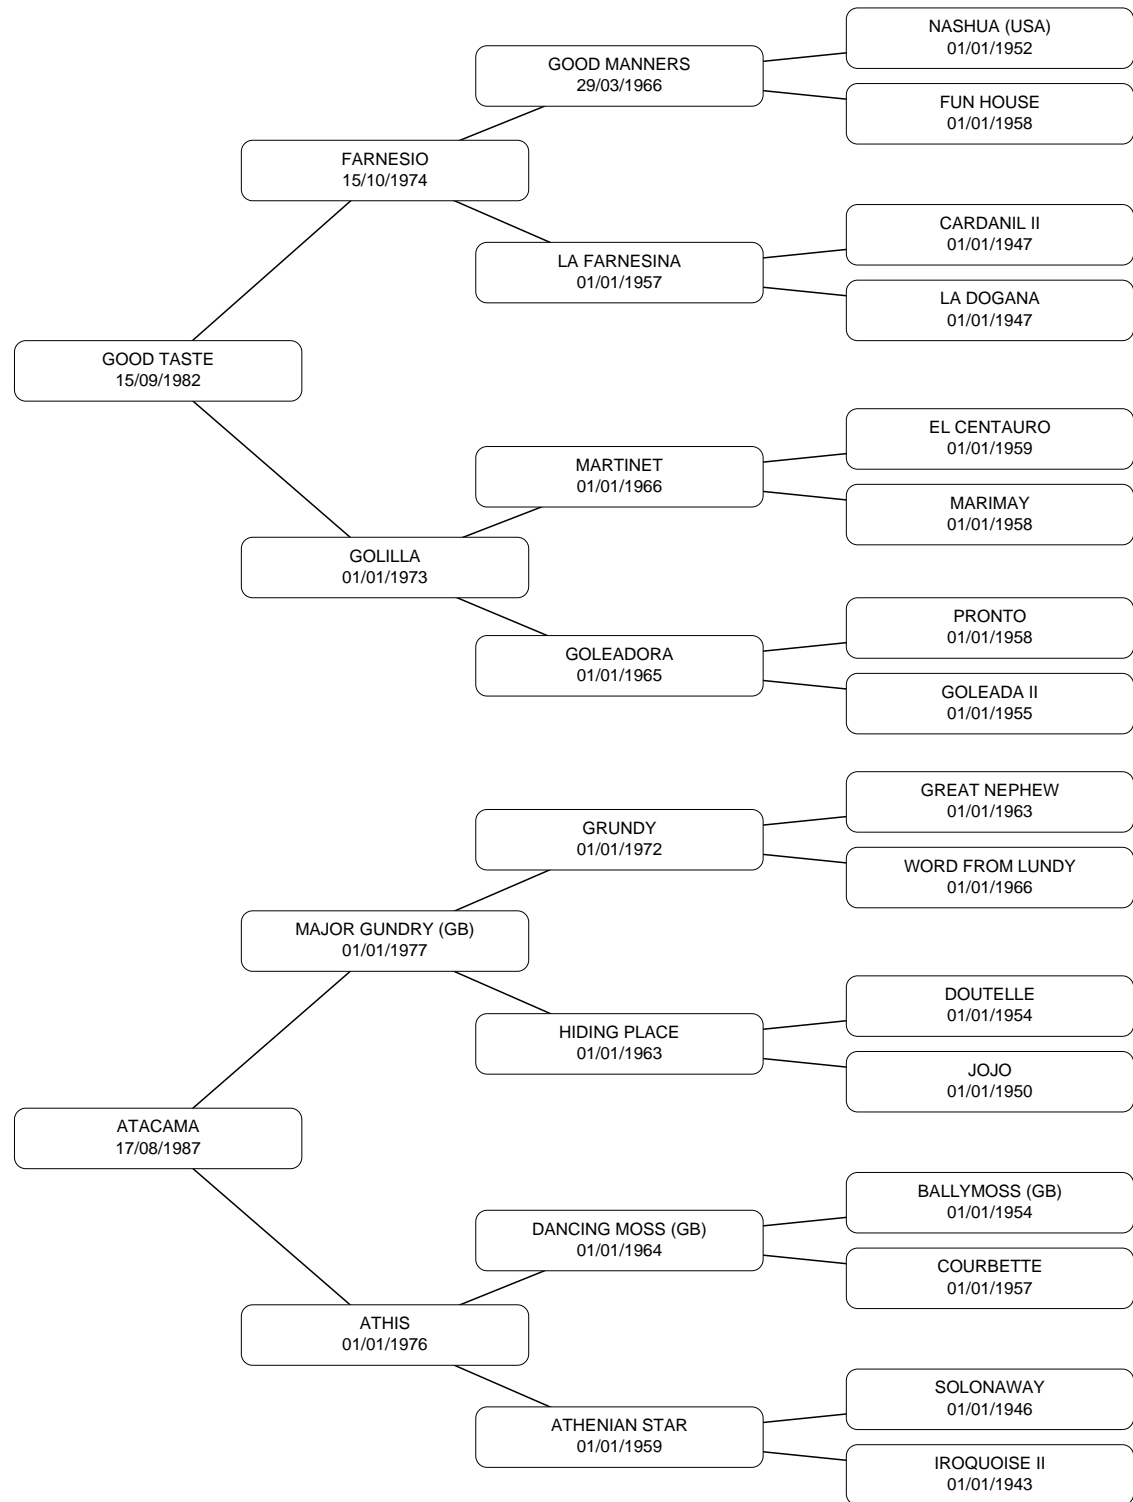 NASHUA (USA)
01/01/1952
GOOD MANNERS
29/03/1966
FUN HOUSE
01/01/1958
FARNESIO
15/10/1974
CARDANIL II
01/01/1947
LA FARNESINA
01/01/1957
LA DOGANA
01/01/1947
GOOD TASTE
15/09/1982
EL CENTAURO
01/01/1959
MARTINET
01/01/1966
MARIMAY
01/01/1958
GOLILLA
01/01/1973
PRONTO
01/01/1958
GOLEADORA
01/01/1965
GOLEADA II
01/01/1955
GREAT NEPHEW
01/01/1963
GRUNDY
01/01/1972
WORD FROM LUNDY
01/01/1966
MAJOR GUNDRY (GB)
01/01/1977
DOUTELLE
01/01/1954
HIDING PLACE
01/01/1963
JOJO
01/01/1950
ATACAMA
17/08/1987
BALLYMOSS (GB)
01/01/1954
DANCING MOSS (GB)
01/01/1964
COURBETTE
01/01/1957
ATHIS
01/01/1976
SOLONAWAY
01/01/1946
ATHENIAN STAR
01/01/1959
IROQUOISE II
01/01/1943